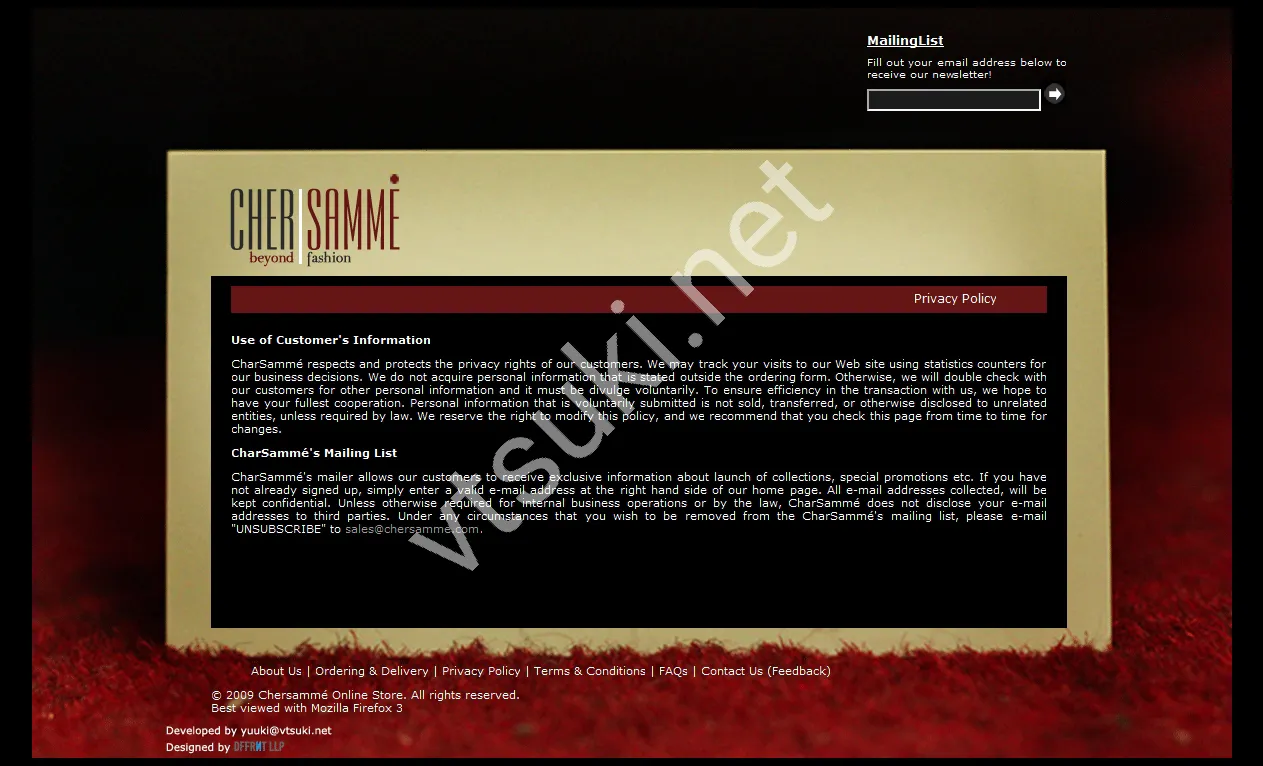 MailingList
Fill out your email address below to
receive our newsletter!
CHER SAMMÉ
beyond fashion
Privacy Policy
Use of Customer's Information
CharSammé respects and protects the privacy rights of our customers. We may track your visits to our Web site using statistics counters for
our business decisions. We do not acquire personal information that is stated outside the ordering form. Otherwise, we will double check with
our customers for other personal information and it must be divulge voluntarily. To ensure efficiency in the transaction with us, we hope to
have your fullest cooperation. Personal information that is voluntarily submitted is not sold, transferred, or otherwise disclosed to unrelated
entities, unless required by law. We reserve the right to modify this policy, and we recommend that you check this page from time to time for
changes.
CharSammé's Mailing List
CharSammé's mailer allows our customers to receive exclusive information about launch of collections, special promotions etc. If you have
not already signed up, simply enter a valid e-mail address at the right hand side of our home page. All e-mail addresses collected, will be
kept confidential. Unless otherwise required for internal business operations or by the law, CharSammé does not disclose your e-mail
addresses to third parties. Under any circumstances that you wish to be removed from the CharSammé's mailing list, please e-mail
"UNSUBSCRIBE" to sales@chersamme.com.
vtsuki.net
About Us | Ordering & Delivery | Privacy Policy | Terms & Conditions | FAQs | Contact Us (Feedback)
© 2009 Chersammé Online Store. All rights reserved.
Best viewed with Mozilla Firefox 3
Developed by yuuki@vtsuki.net
Designed by DFFRNT LLP